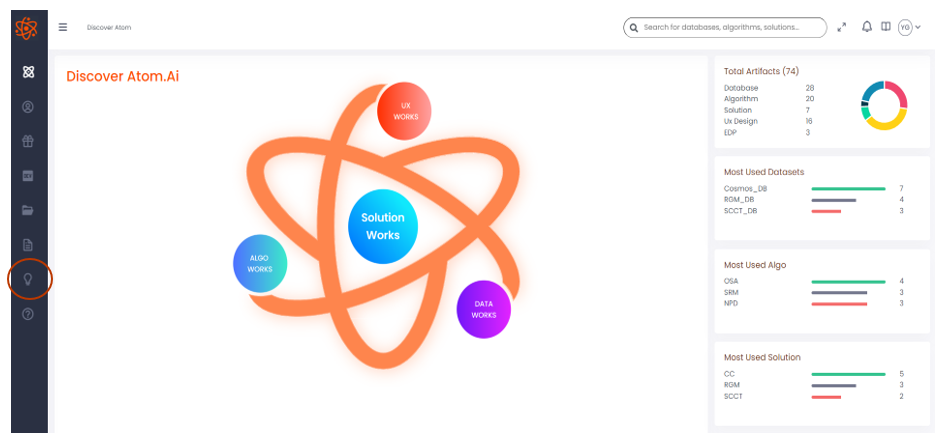 Discover Atom
Search for databases, algorithms, solutions...
YG
Discover Atom.Ai
UX
WORKS
Solution
Works
ALGO
WORKS
DATA
WORKS
Total Artifacts (74)
Database 28
Algorithm 20
Solution 7
Ux Design 16
EDP 3
Most Used Datasets
Cosmos_DB 7
RGM_DB 4
SCCT_DB 3
Most Used Algo
OSA 4
SRM 3
NPD 3
Most Used Solution
CC 5
RGM 3
SCCT 2